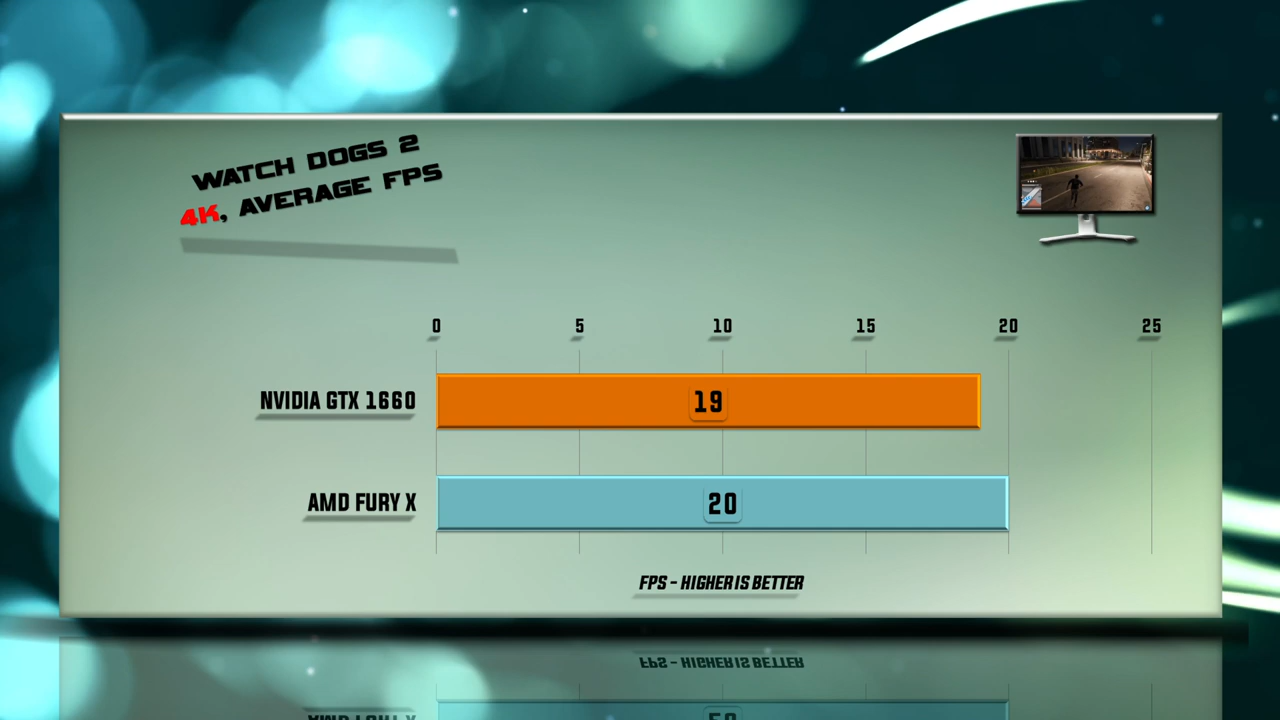 WATCH DOGS 2
4K, AVERAGE FPS
0 5 10 15 20 25
NVIDIA GTX 1660 19
AMD FURY X 20
FPS - HIGHER IS BETTER